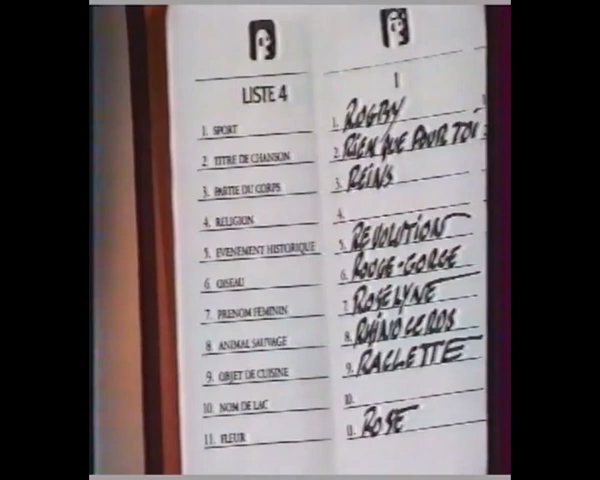 LISTE 4
1
1. SPORT 1. RUGBY
2. TITRE DE CHANSON 2. RIEN QUE POUR TOI
3. PARTIE DU CORPS 3. REINS
4. RELIGION 4.
5. EVENEMENT HISTORIQUE 5. REVOLUTION
6. OISEAU 6. ROUGE-GORGE
7. PRENOM FEMININ 7. ROSELYNE
8. ANIMAL SAUVAGE 8. RHINOCEROS
9. OBJET DE CUISINE 9. RACLETTE
10. NOM DE LAC 10.
11. FLEUR 11. ROSE